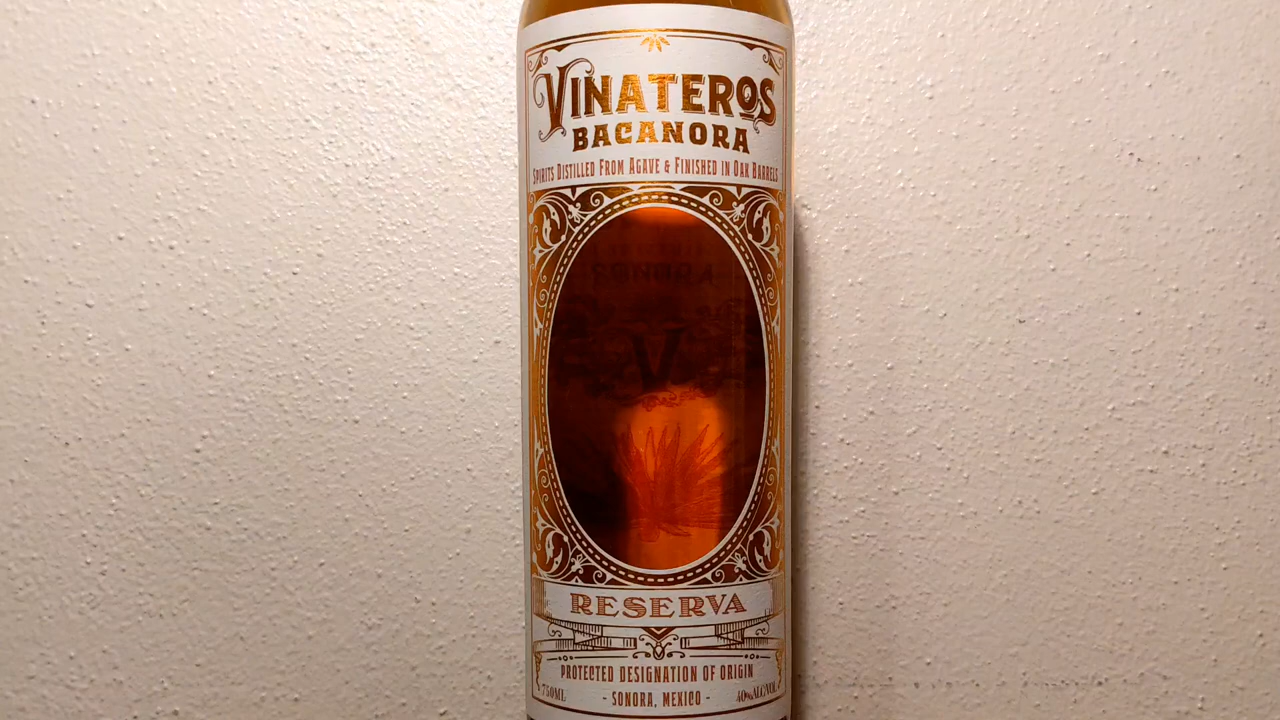 VINATEROS
BACANORA
SPIRITS DISTILLED FROM AGAVE & FINISHED IN OAK BARRELS
SONORA
V
RESERVA
PROTECTED DESIGNATION OF ORIGIN
750ML - SONORA, MEXICO - 40% ALC/VOL